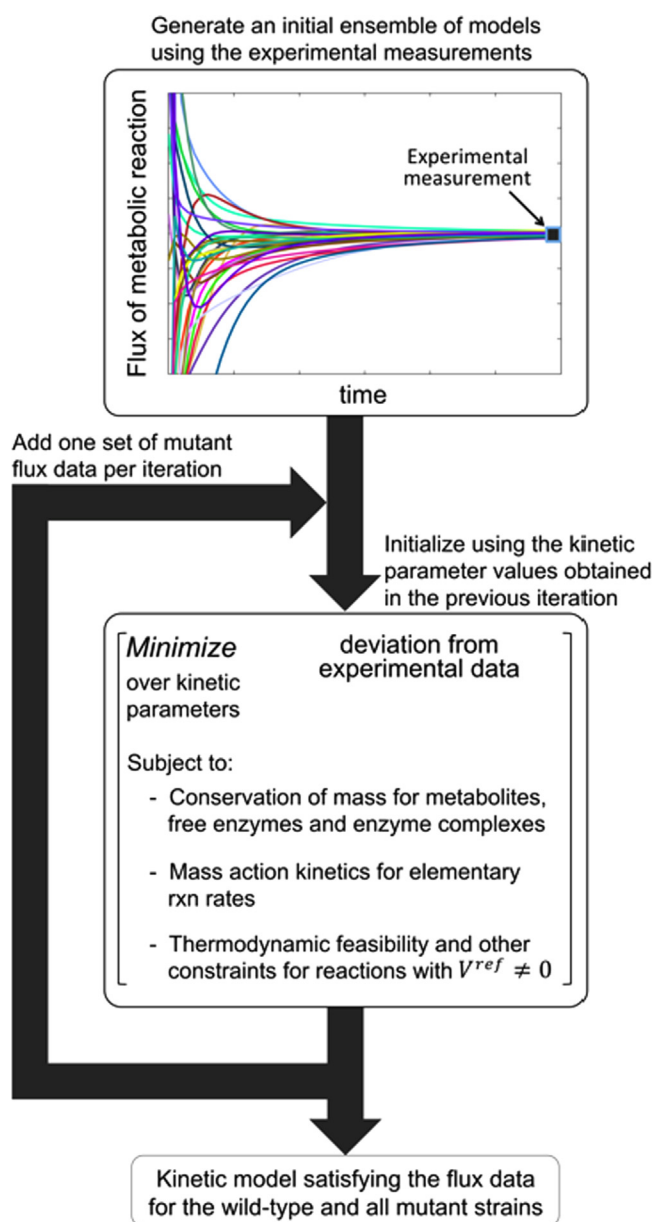 Generate an initial ensemble of models
using the experimental measurements
Flux of metabolic reaction
Experimental
measurement
time
Add one set of mutant
flux data per iteration
Initialize using the kinetic
parameter values obtained
in the previous iteration
Minimize deviation from
experimental data
over kinetic
parameters
Subject to:
- Conservation of mass for metabolites,
free enzymes and enzyme complexes
- Mass action kinetics for elementary
rxn rates
- Thermodynamic feasibility and other
constraints for reactions with V^ref ≠ 0
Kinetic model satisfying the flux data
for the wild-type and all mutant strains